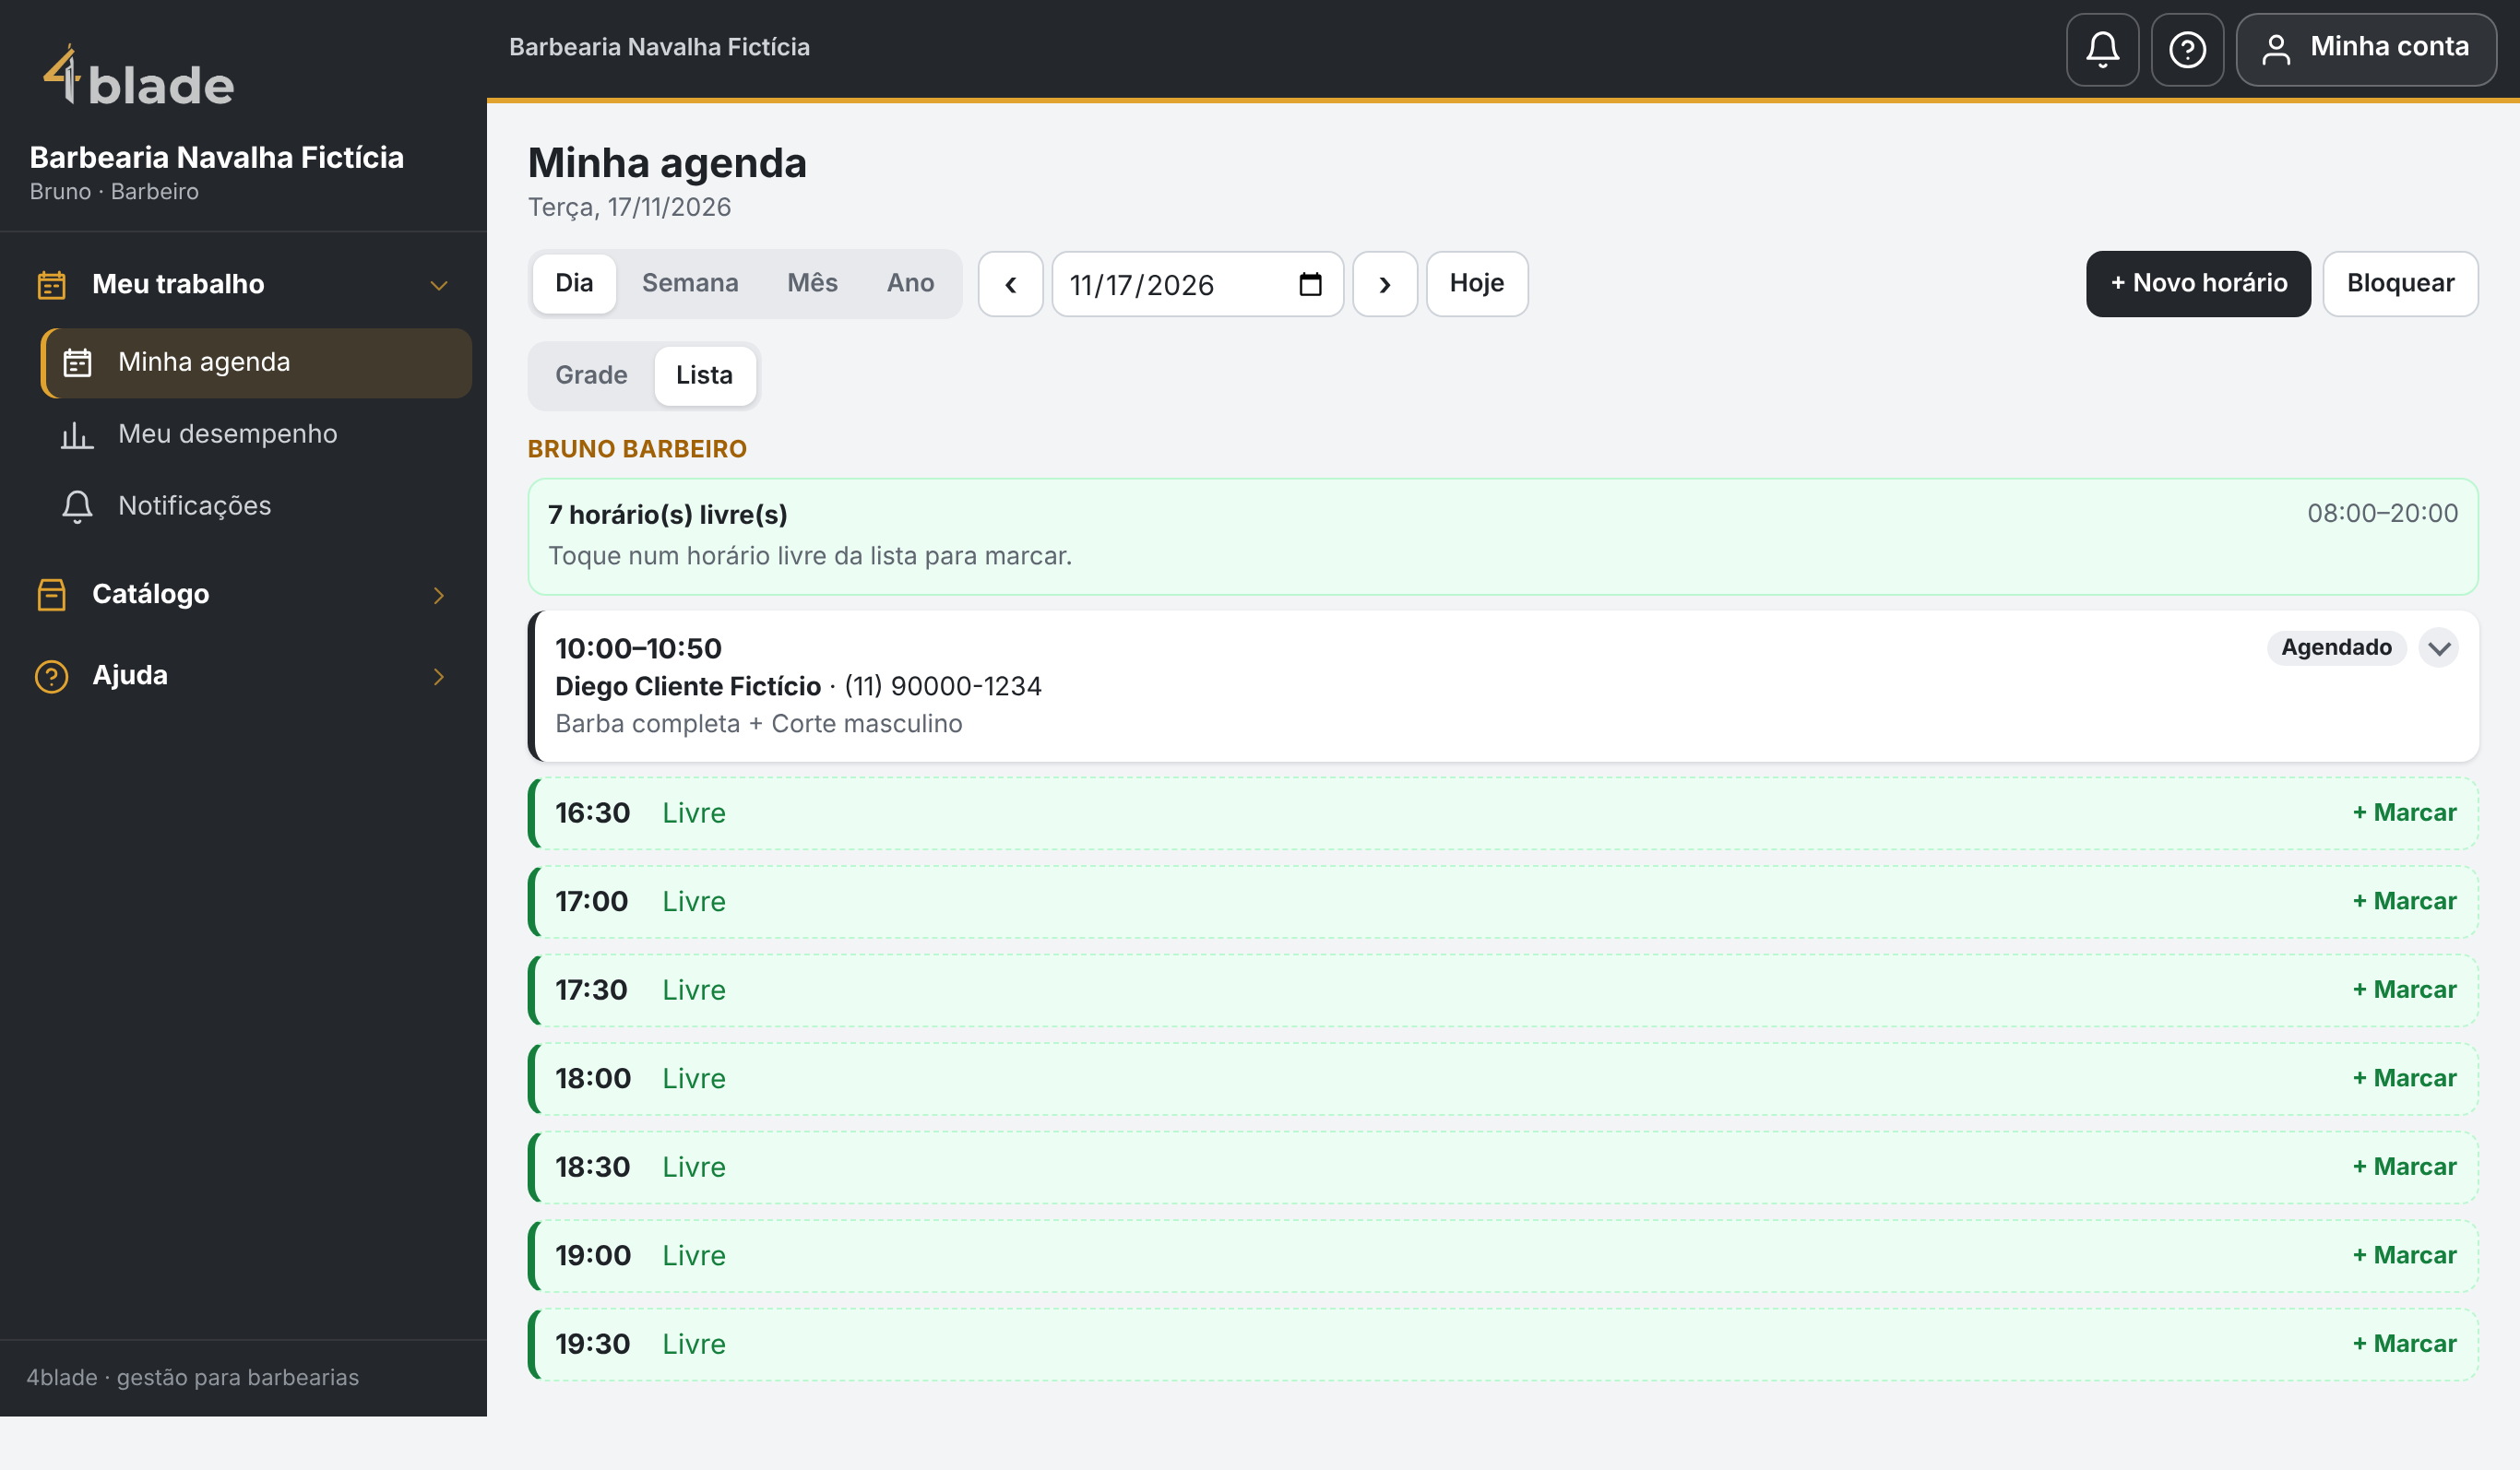 4blade
Barbearia Navalha Fictícia
Bruno · Barbeiro
Meu trabalho
Minha agenda
Meu desempenho
Notificações
Catálogo
Ajuda
4blade · gestão para barbearias
Barbearia Navalha Fictícia
Minha conta
Minha agenda
Terça, 17/11/2026
Dia Semana Mês Ano ‹ 11/17/2026 › Hoje + Novo horário Bloquear
Grade Lista
BRUNO BARBEIRO
7 horário(s) livre(s) 08:00–20:00
Toque num horário livre da lista para marcar.
10:00–10:50 Agendado
Diego Cliente Fictício · (11) 90000-1234
Barba completa + Corte masculino
16:30 Livre + Marcar
17:00 Livre + Marcar
17:30 Livre + Marcar
18:00 Livre + Marcar
18:30 Livre + Marcar
19:00 Livre + Marcar
19:30 Livre + Marcar